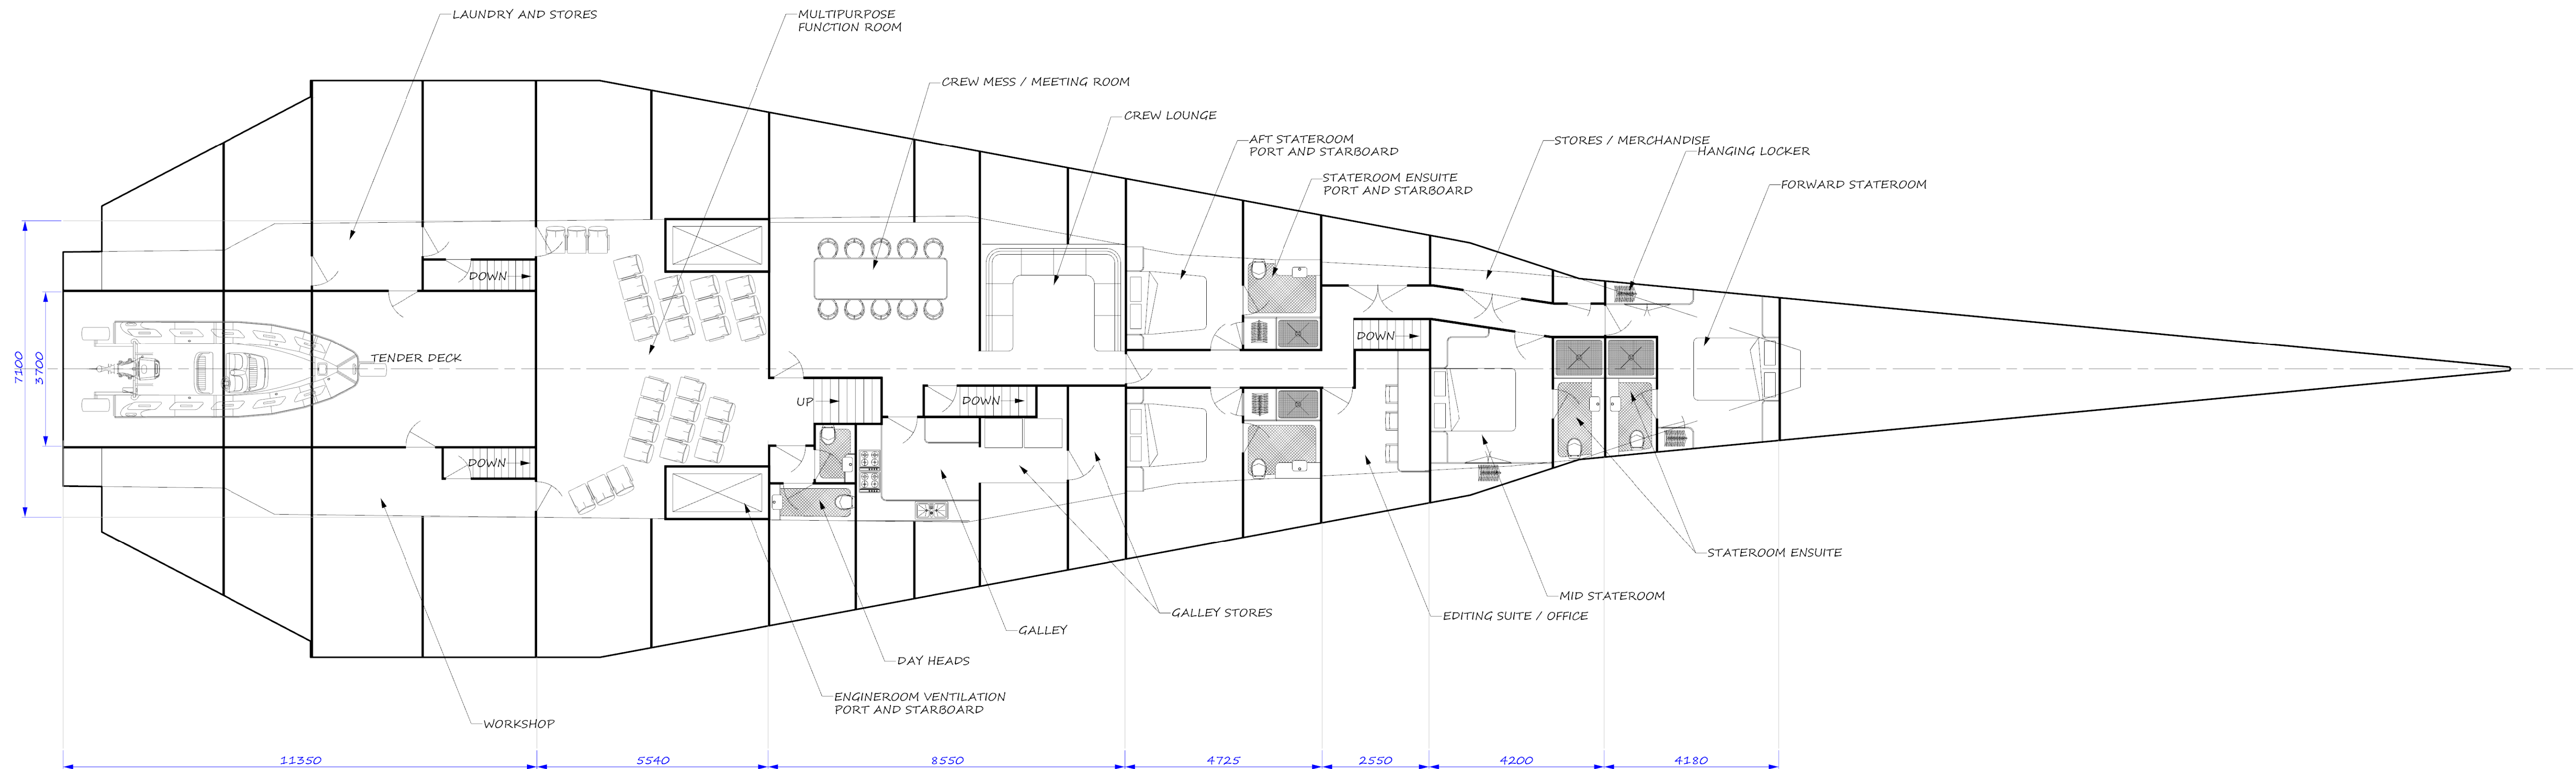 LAUNDRY AND STORES
MULTIPURPOSE
FUNCTION ROOM
CREW MESS / MEETING ROOM
CREW LOUNGE
AFT STATEROOM
PORT AND STARBOARD
STORES / MERCHANDISE
HANGING LOCKER
STATEROOM ENSUITE
PORT AND STARBOARD
FORWARD STATEROOM
DOWN
DOWN
TENDER DECK
7100
3700
UP
DOWN
DOWN
STATEROOM ENSUITE
MID STATEROOM
GALLEY STORES
EDITING SUITE / OFFICE
GALLEY
DAY HEADS
ENGINEROOM VENTILATION
PORT AND STARBOARD
WORKSHOP
11350
5540
8550
4725
2550
4200
4180